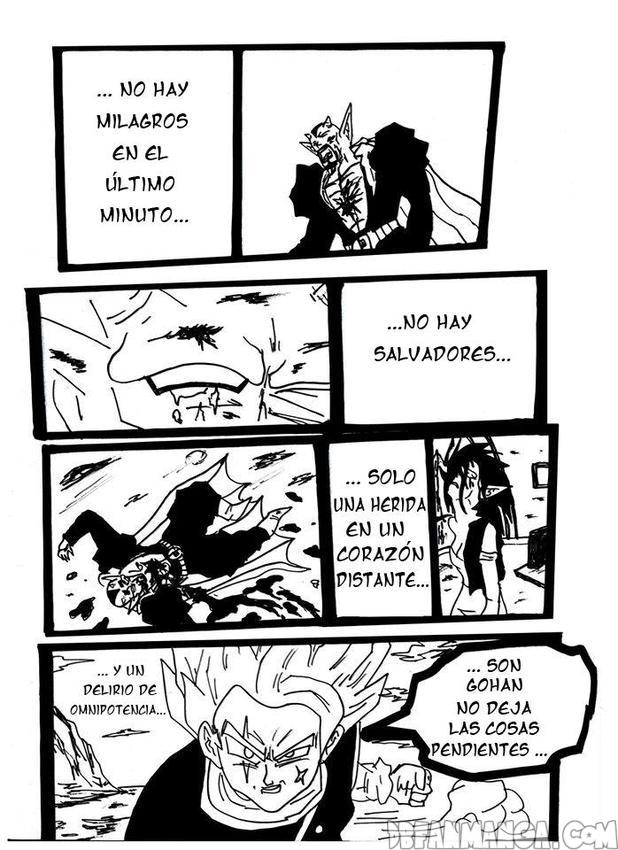 ... NO HAY
MILAGROS
EN EL
ÚLTIMO
MINUTO...
...NO HAY
SALVADORES...
... SOLO
UNA HERIDA
EN UN
CORAZÓN
DISTANTE...
... Y UN
DELIRIO DE
OMNIPOTENCIA...
... SON
GOHAN
NO DEJA
LAS COSAS
PENDIENTES ...
DBFANMANGA.COM